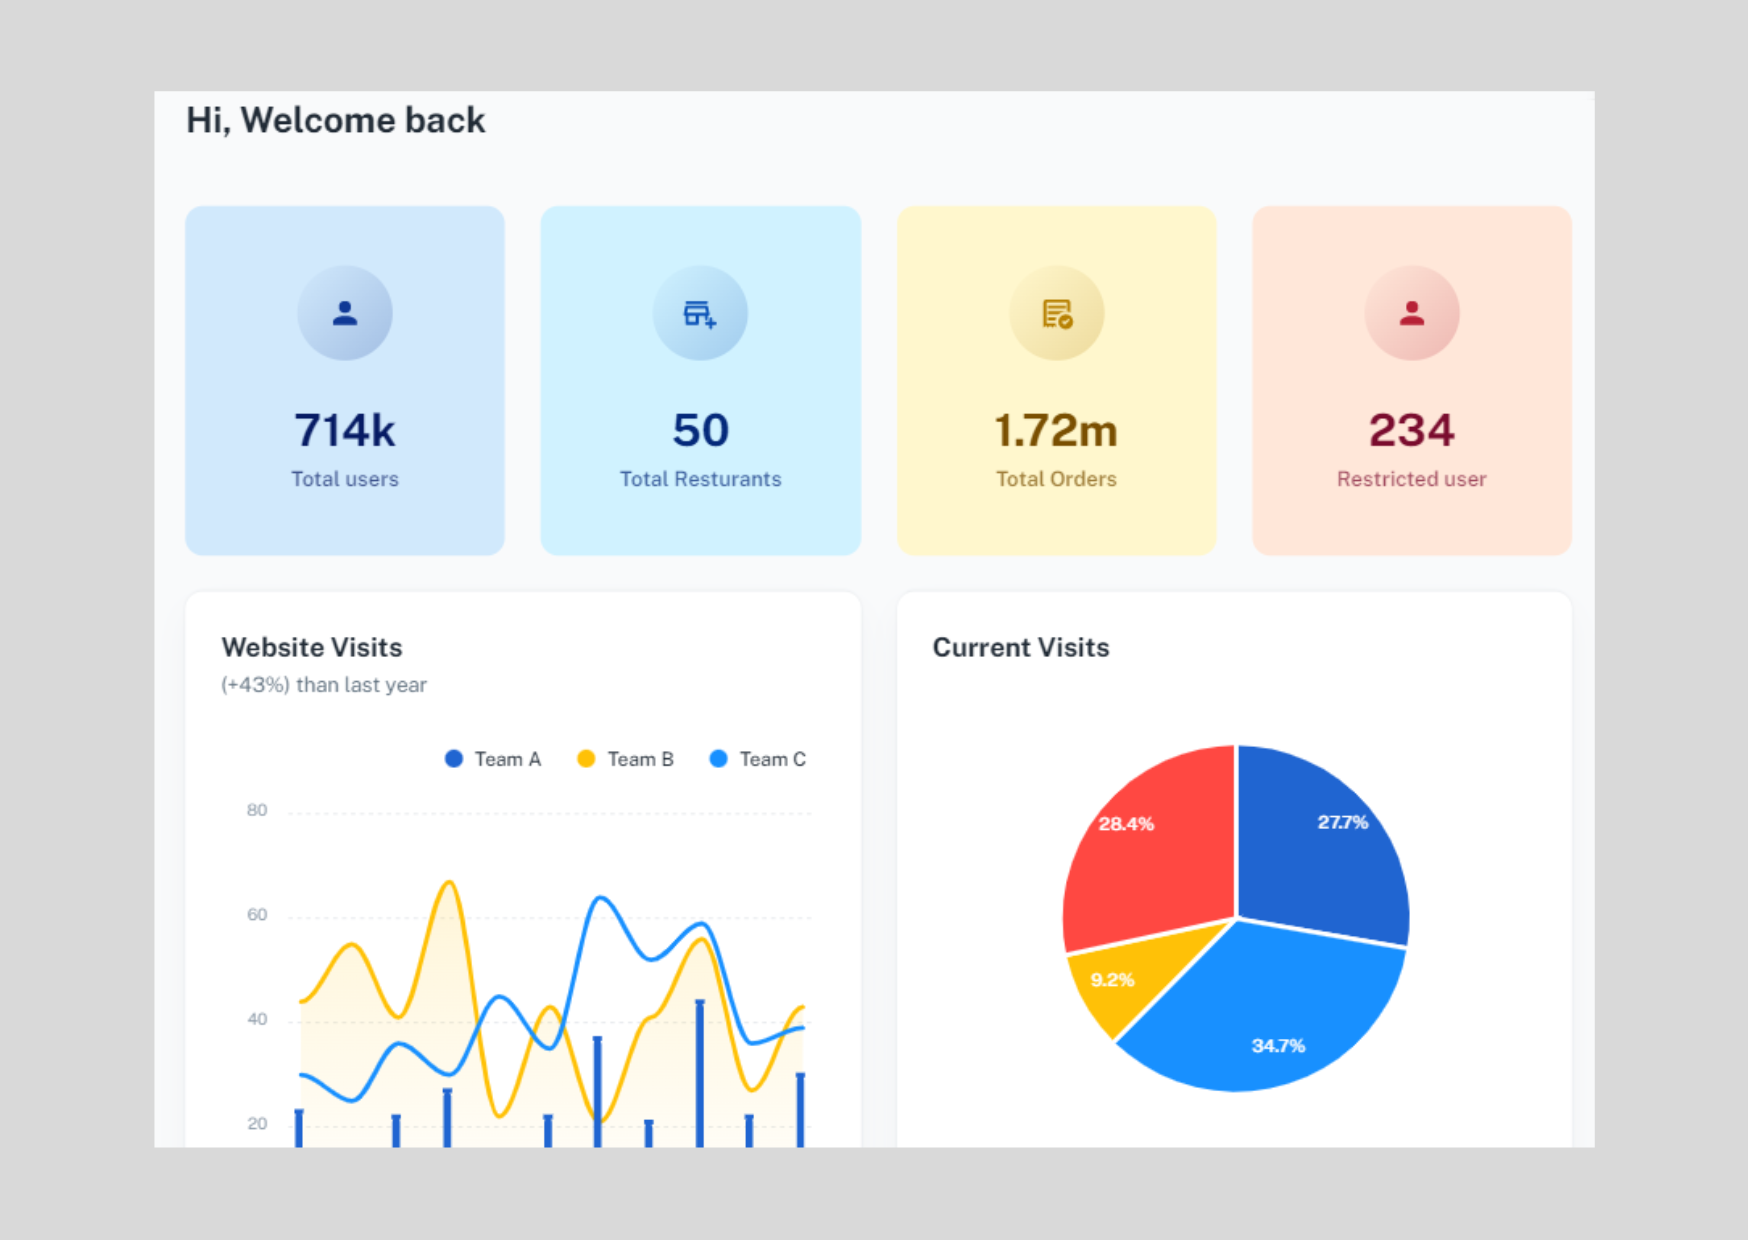 Hi, Welcome back
714k
Total users
50
Total Resturants
1.72m
Total Orders
234
Restricted user
Website Visits
(+43%) than last year
Team A
Team B
Team C
80
60
40
20
Current Visits
28.4%
27.7%
9.2%
34.7%